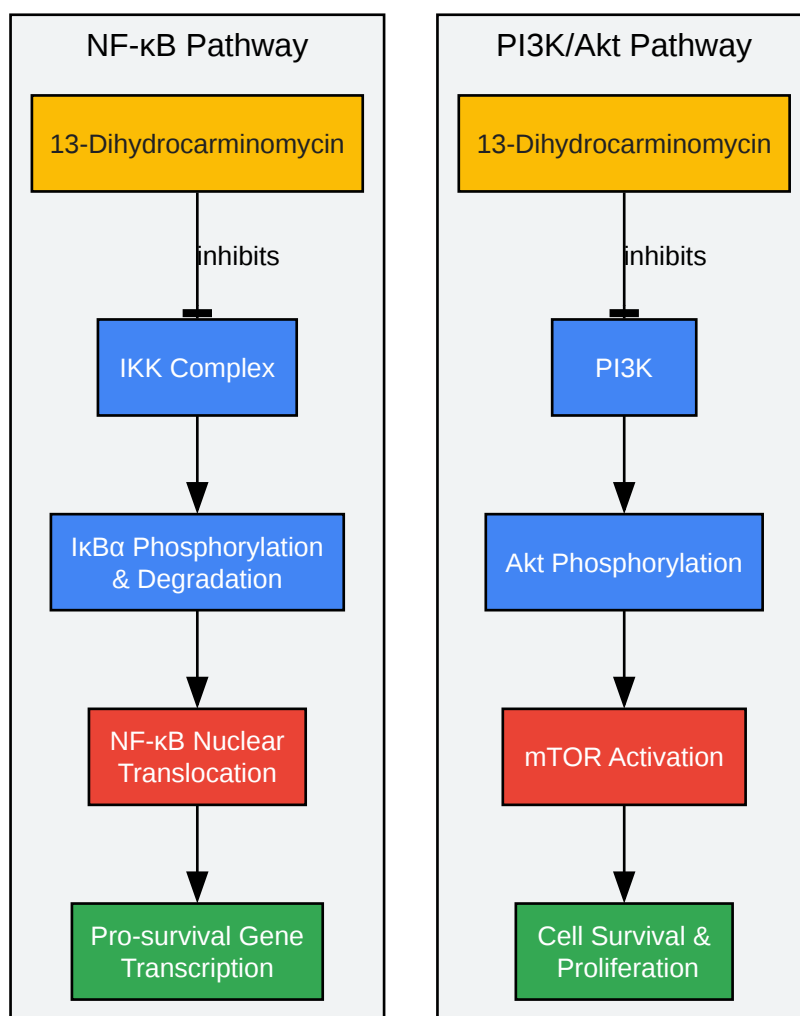 NF-κB Pathway
13-Dihydrocarminomycin
inhibits
IKK Complex
IκBα Phosphorylation
& Degradation
NF-κB Nuclear
Translocation
Pro-survival Gene
Transcription
PI3K/Akt Pathway
13-Dihydrocarminomycin
inhibits
PI3K
Akt Phosphorylation
mTOR Activation
Cell Survival &
Proliferation